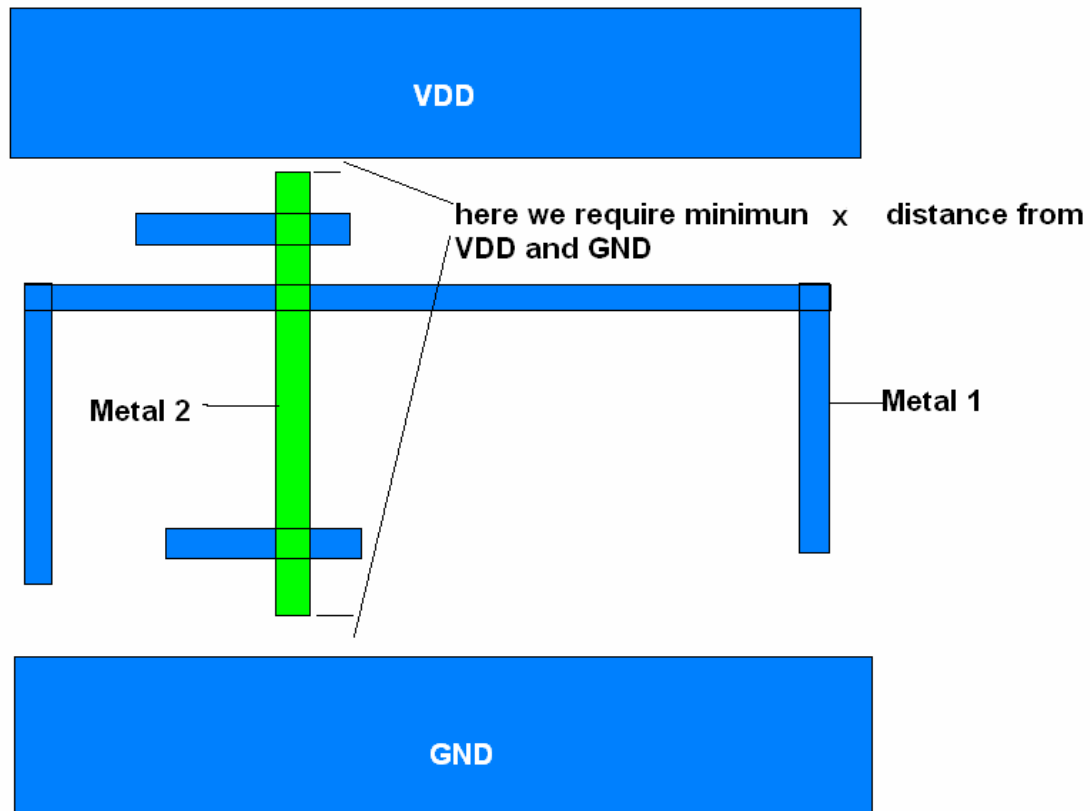 VDD
here we require minimun x distance from
VDD and GND
Metal 2
Metal 1
GND